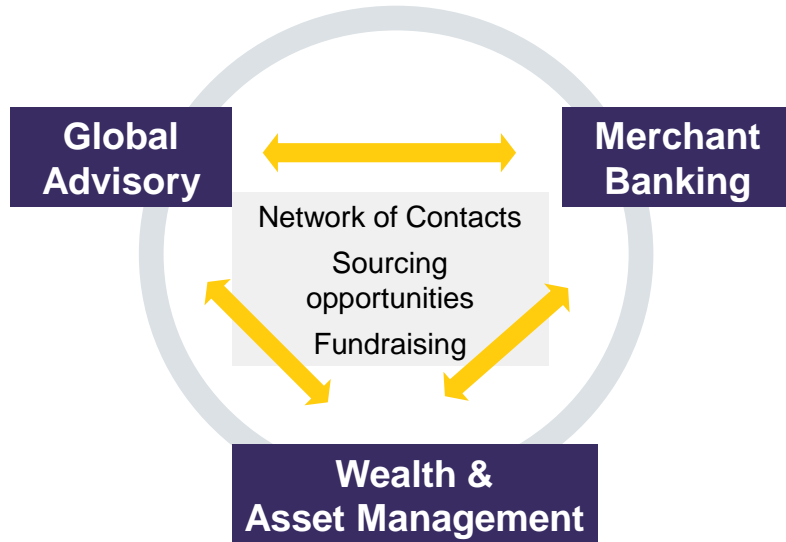 Global
Advisory
Merchant
Banking
Network of Contacts
Sourcing
opportunities
Fundraising
Wealth &
Asset Management